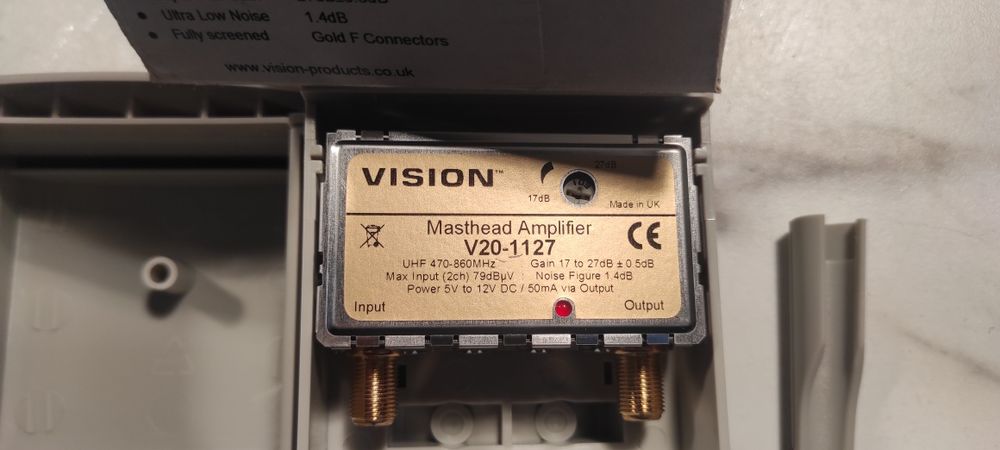 Ultra Low Noise 1.4dB
Fully screened Gold F Connectors
www.vision-products.co.uk
VISION™
27dB
17dB
Made in UK
Masthead Amplifier
V20-1127
UHF 470-860MHz Gain 17 to 27dB ± 0.5dB
Max Input (2ch) 79dBµV Noise Figure 1.4dB
Power 5V to 12V DC / 50mA via Output
Input Output
CE